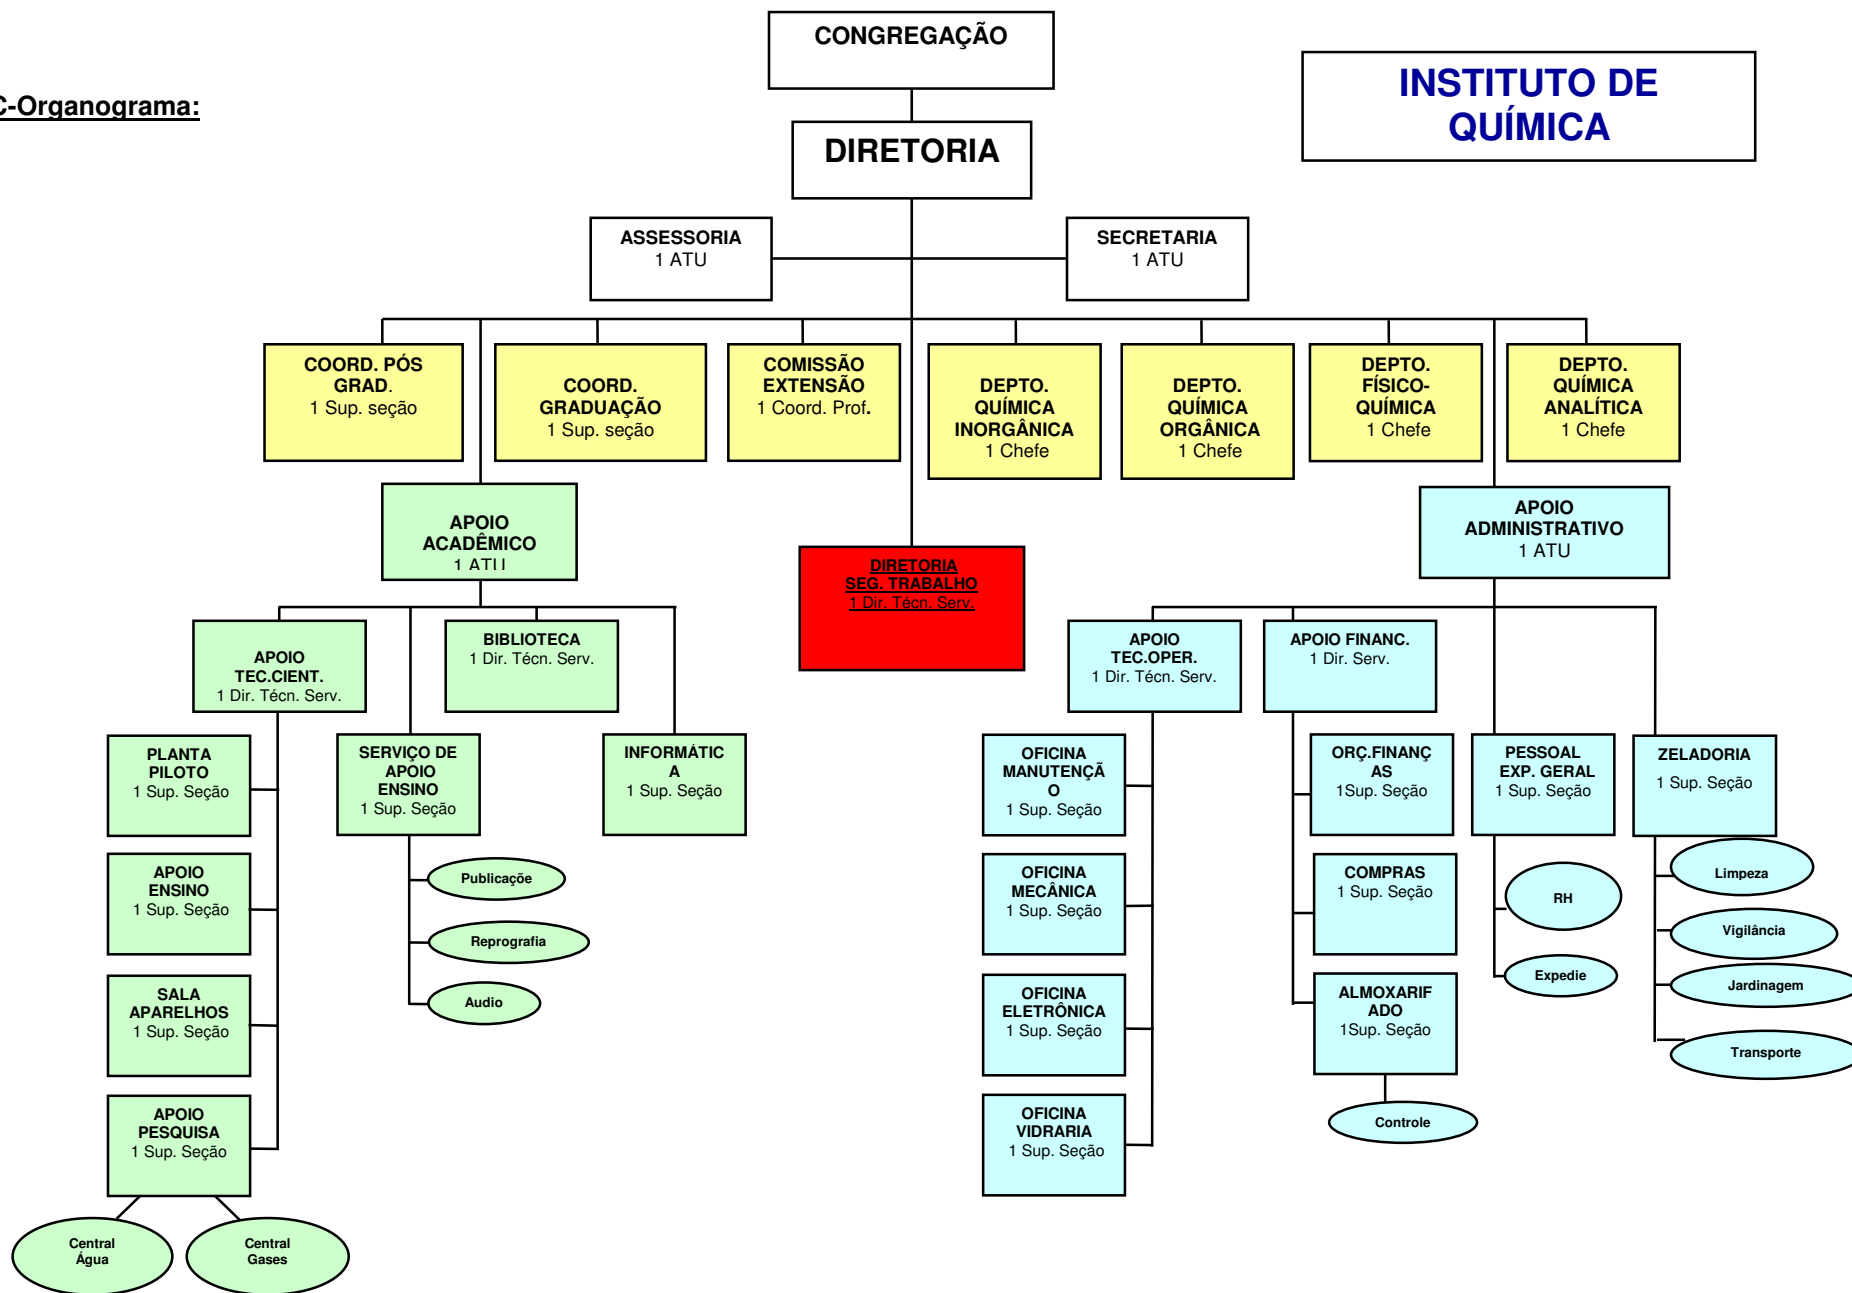 CONGREGAÇÃO
INSTITUTO DE
QUÍMICA
C-Organograma:
DIRETORIA
ASSESSORIA
1 ATU
SECRETARIA
1 ATU
COORD. PÓS
GRAD.
1 Sup. seção
COORD.
GRADUAÇÃO
1 Sup. seção
COMISSÃO
EXTENSÃO
1 Coord. Prof.
DEPTO.
QUÍMICA
INORGÂNICA
1 Chefe
DEPTO.
QUÍMICA
ORGÂNICA
1 Chefe
DEPTO.
FÍSICO-
QUÍMICA
1 Chefe
DEPTO.
QUÍMICA
ANALÍTICA
1 Chefe
APOIO
ACADÊMICO
1 ATU
DIRETORIA
SEG. TRABALHO
1 Dir. Técn. Serv.
APOIO
ADMINISTRATIVO
1 ATU
APOIO
TEC.CIENT.
1 Dir. Técn. Serv.
BIBLIOTECA
1 Dir. Técn. Serv.
APOIO
TEC.OPER.
1 Dir. Técn. Serv.
APOIO FINANC.
1 Dir. Serv.
PLANTA
PILOTO
1 Sup. Seção
SERVIÇO DE
APOIO
ENSINO
1 Sup. Seção
INFORMÁTIC
A
1 Sup. Seção
OFICINA
MANUTENÇÃ
O
1 Sup. Seção
ORÇ.FINANÇ
AS
1Sup. Seção
PESSOAL
EXP. GERAL
1 Sup. Seção
ZELADORIA
1 Sup. Seção
APOIO
ENSINO
1 Sup. Seção
Publicaçõe
Reprografia
Audio
OFICINA
MECÂNICA
1 Sup. Seção
COMPRAS
1 Sup. Seção
RH
Expedie
Limpeza
Vigilância
Jardinagem
Transporte
SALA
APARELHOS
1 Sup. Seção
OFICINA
ELETRÔNICA
1 Sup. Seção
ALMOXARIF
ADO
1Sup. Seção
Controle
APOIO
PESQUISA
1 Sup. Seção
OFICINA
VIDRARIA
1 Sup. Seção
Central
Água
Central
Gases